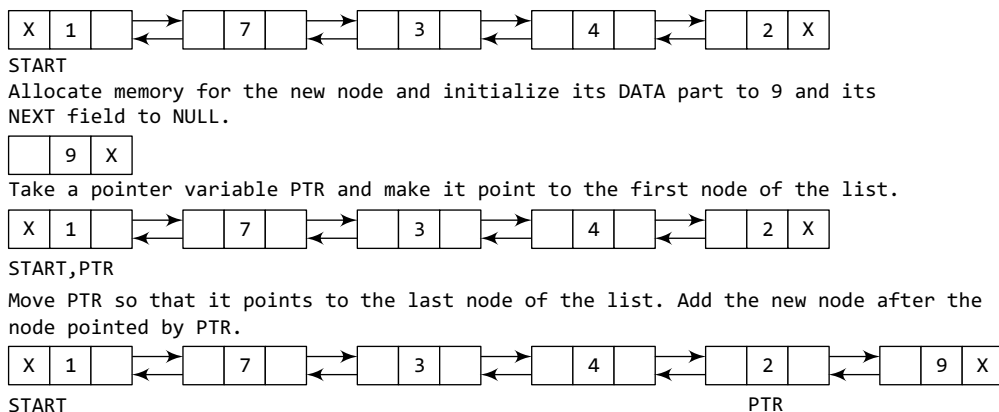 X 1 7 3 4 2 X
START
Allocate memory for the new node and initialize its DATA part to 9 and its
NEXT field to NULL.
9 X
Take a pointer variable PTR and make it point to the first node of the list.
X 1 7 3 4 2 X
START,PTR
Move PTR so that it points to the last node of the list. Add the new node after the
node pointed by PTR.
X 1 7 3 4 2 9 X
START PTR